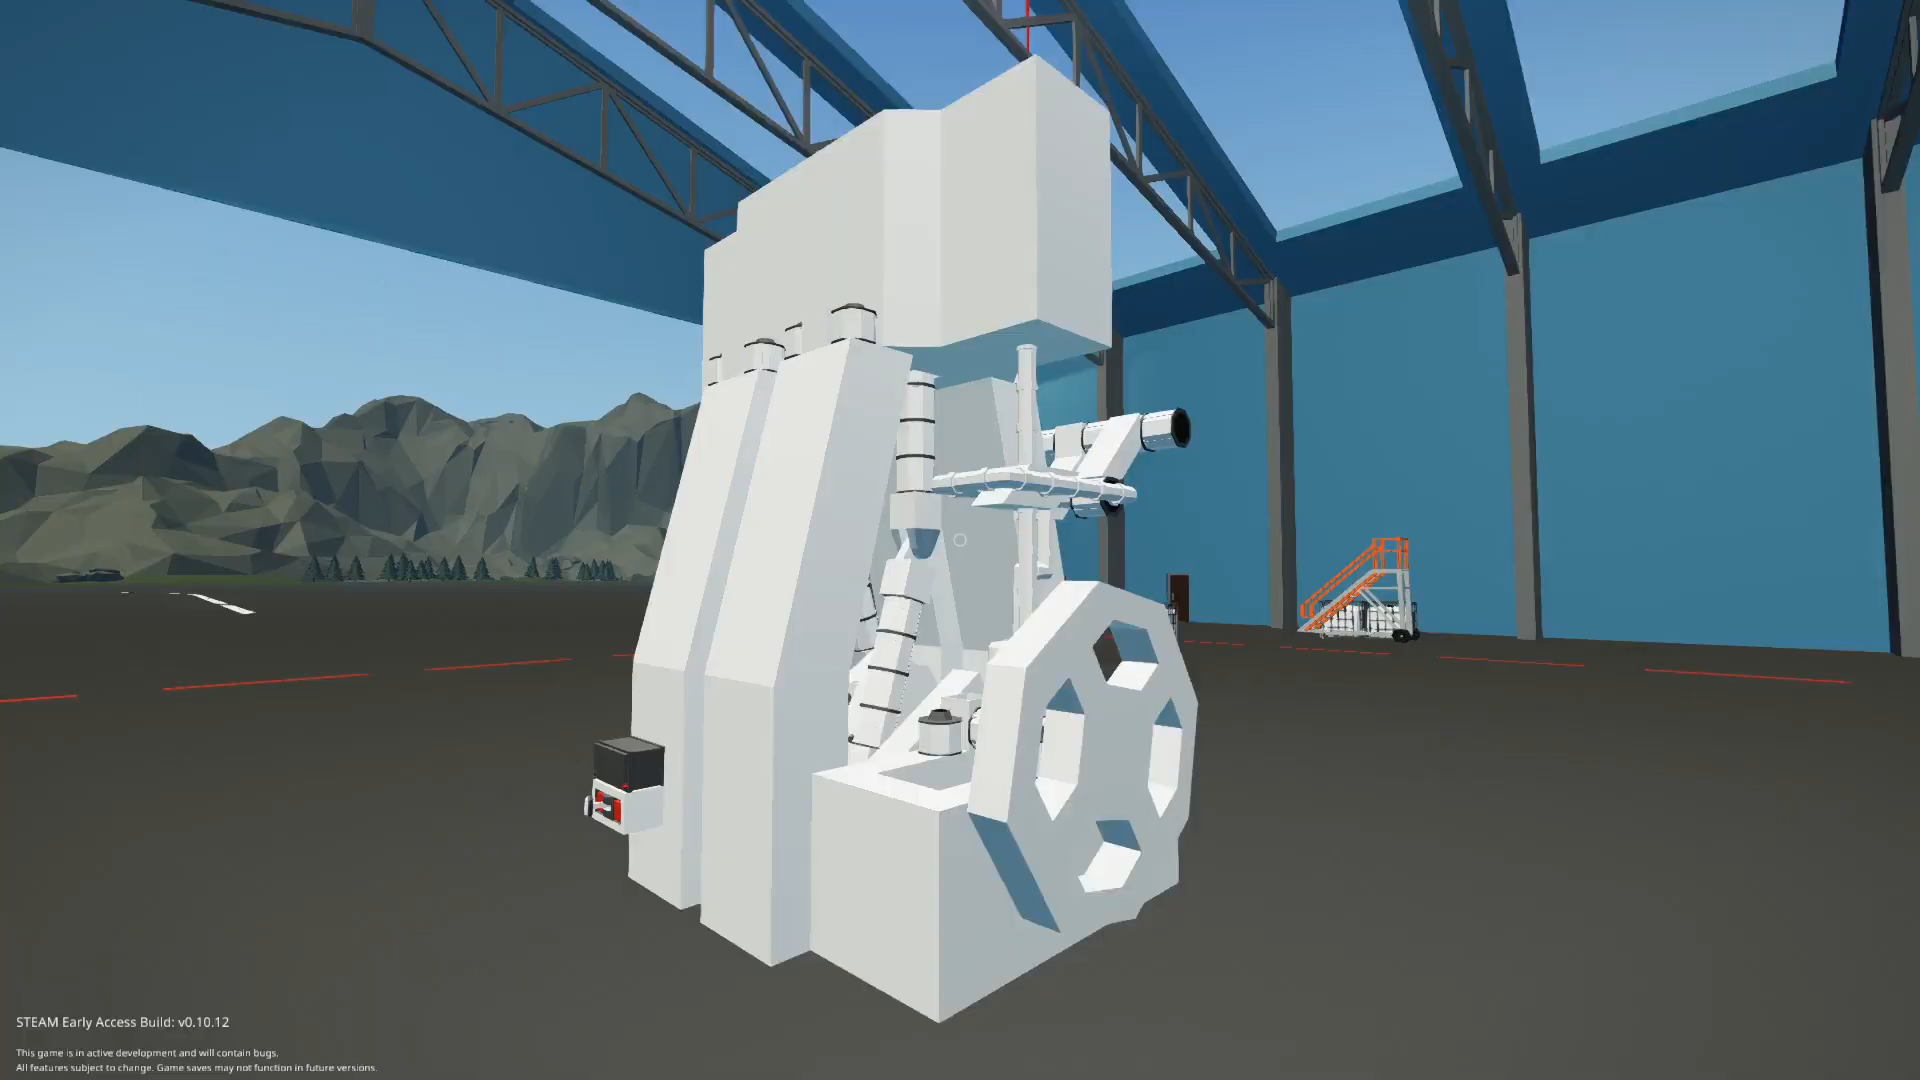 STEAM Early Access Build: v0.10.12
This game is in active development and will contain bugs.
All features subject to change. Game saves may not function in future versions.